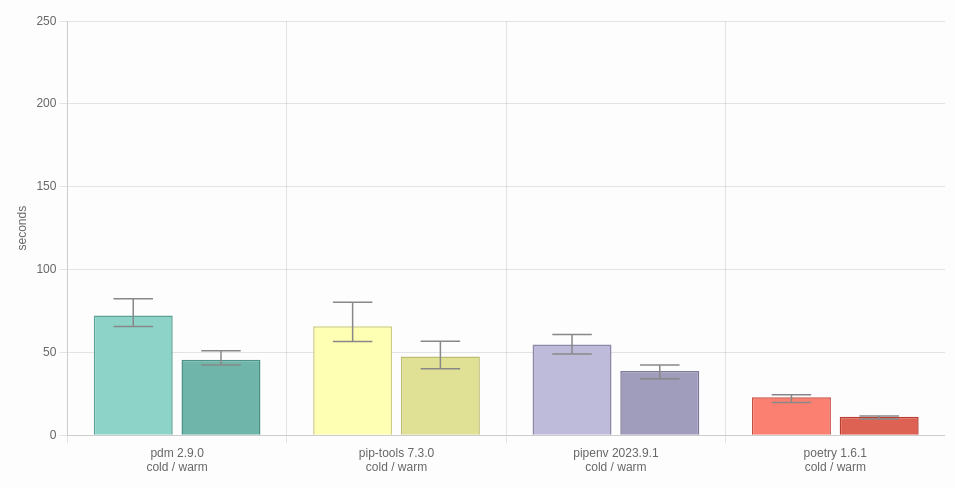 250
200
150
100
50
0
seconds
pdm 2.9.0
cold / warm
pip-tools 7.3.0
cold / warm
pipenv 2023.9.1
cold / warm
poetry 1.6.1
cold / warm